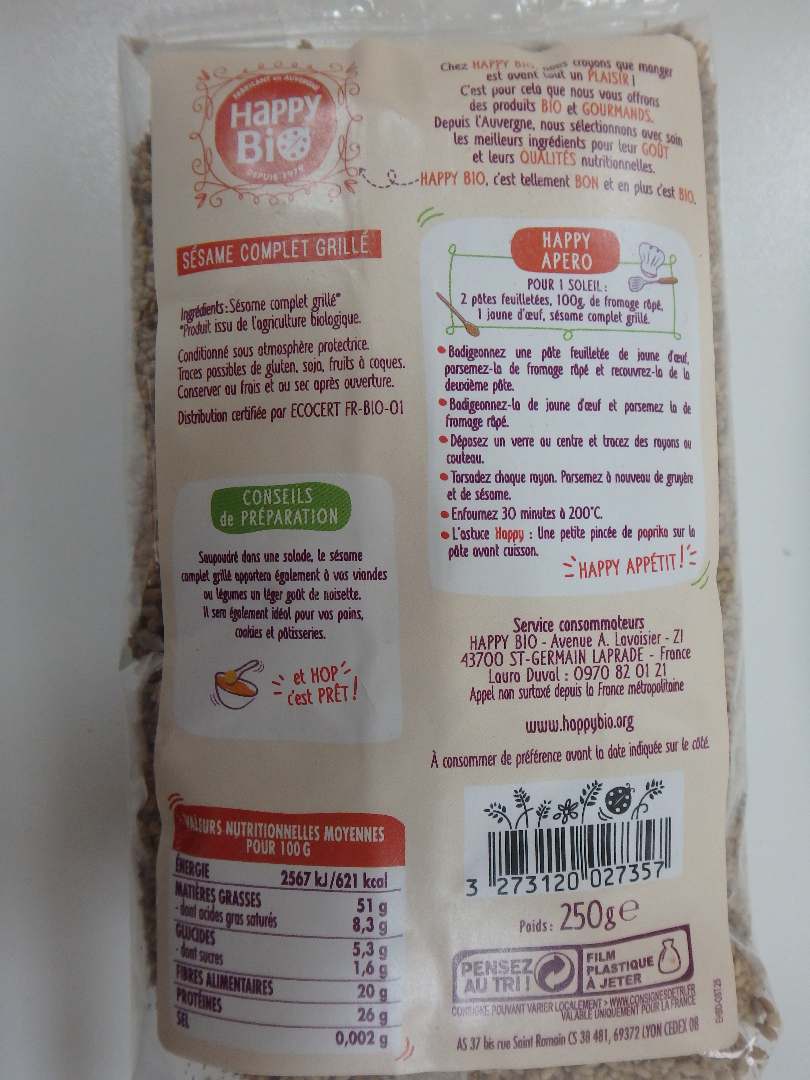 FABRICANT en AUVERGNE
HAPPY
BiO
DEPUIS 1979
SÉSAME COMPLET GRILLÉ
Ingrédients : Sésame complet grillé*
*Produit issu de l'agriculture biologique.
Conditionné sous atmosphère protectrice.
Traces possibles de gluten, soja, fruits à coques.
Conserver au frais et au sec après ouverture.
Distribution certifiée par ECOCERT FR-BIO-01
CONSEILS
de PRÉPARATION
Saupoudré dans une salade, le sésame
complet grillé apportera également à vos viandes
ou légumes un léger goût de noisette.
Il sera également idéal pour vos pains,
cookies et pâtisseries.
et HOP
c'est PRÊT !
VALEURS NUTRITIONNELLES MOYENNES
POUR 100 G
ÉNERGIE 2567 kJ/621 kcal
MATIÈRES GRASSES 51 g
- dont acides gras saturés 8,3 g
GLUCIDES 5,3 g
- dont sucres 1,6 g
FIBRES ALIMENTAIRES 20 g
PROTÉINES 26 g
SEL 0,002 g
Chez HAPPY BIO, nous croyons que manger
est avant tout un PLAISIR !
C'est pour cela que nous vous offrons
des produits BIO et GOURMANDS.
Depuis l'Auvergne, nous sélectionnons avec soin
les meilleurs ingrédients pour leur GOÛT
et leurs QUALITÉS nutritionnelles.
HAPPY BIO, c'est tellement BON et en plus c'est BIO.
HAPPY
APERO
POUR 1 SOLEIL :
2 pâtes feuilletées, 100g, de fromage râpé,
1 jaune d'œuf, sésame complet grillé.
• Badigeonnez une pâte feuilletée de jaune d'œuf,
parsemez-la de fromage râpé et recouvrez-la de la
deuxième pâte.
• Badigeonnez-la de jaune d'œuf et parsemez la de
fromage râpé.
• Déposez un verre au centre et tracez des rayons au
couteau.
• Torsadez chaque rayon. Parsemez à nouveau de gruyère
et de sésame.
• Enfournez 30 minutes à 200°C.
• L'astuce Happy : Une petite pincée de paprika sur la
pâte avant cuisson.
HAPPY APPÉTIT !
Service consommateurs
HAPPY BIO - Avenue A. Lavoisier - ZI
43700 ST-GERMAIN LAPRADE - France
Laura Duval : 0970 82 01 21
Appel non surtaxé depuis la France métropolitaine
www.happybio.org
À consommer de préférence avant la date indiquée sur le côté.
3 273120 027357
Poids : 250g e
PENSEZ
AU TRI !
FILM
PLASTIQUE
À JETER
CONSIGNE POUVANT VARIER LOCALEMENT > WWW.CONSIGNESDETRI.FR
VALABLE UNIQUEMENT POUR LA FRANCE
AS 37 bis rue Saint Romain CS 38 481, 69372 LYON CEDEX 08